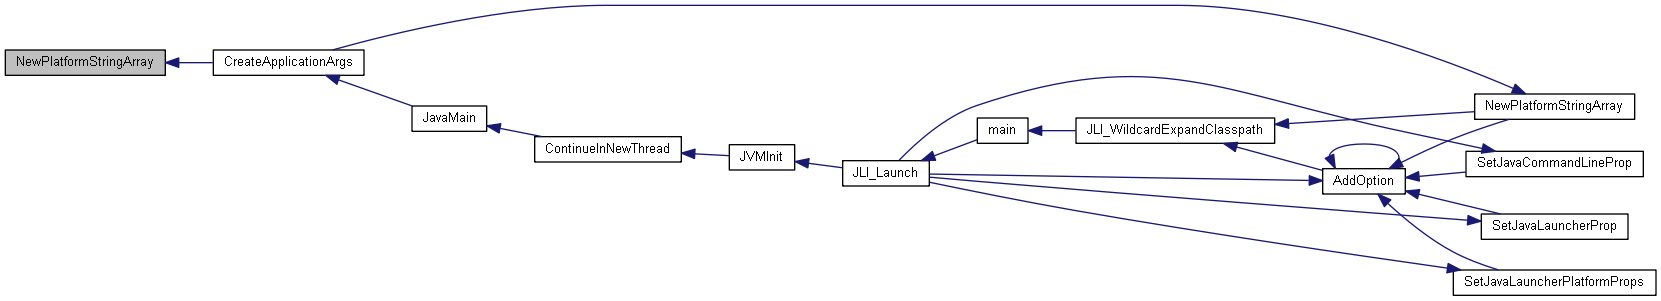 NewPlatformStringArray
CreateApplicationArgs
JavaMain
ContinueInNewThread
JVMInit
JLI_Launch
main
JLI_WildcardExpandClasspath
AddOption
NewPlatformStringArray
SetJavaCommandLineProp
SetJavaLauncherProp
SetJavaLauncherPlatformProps